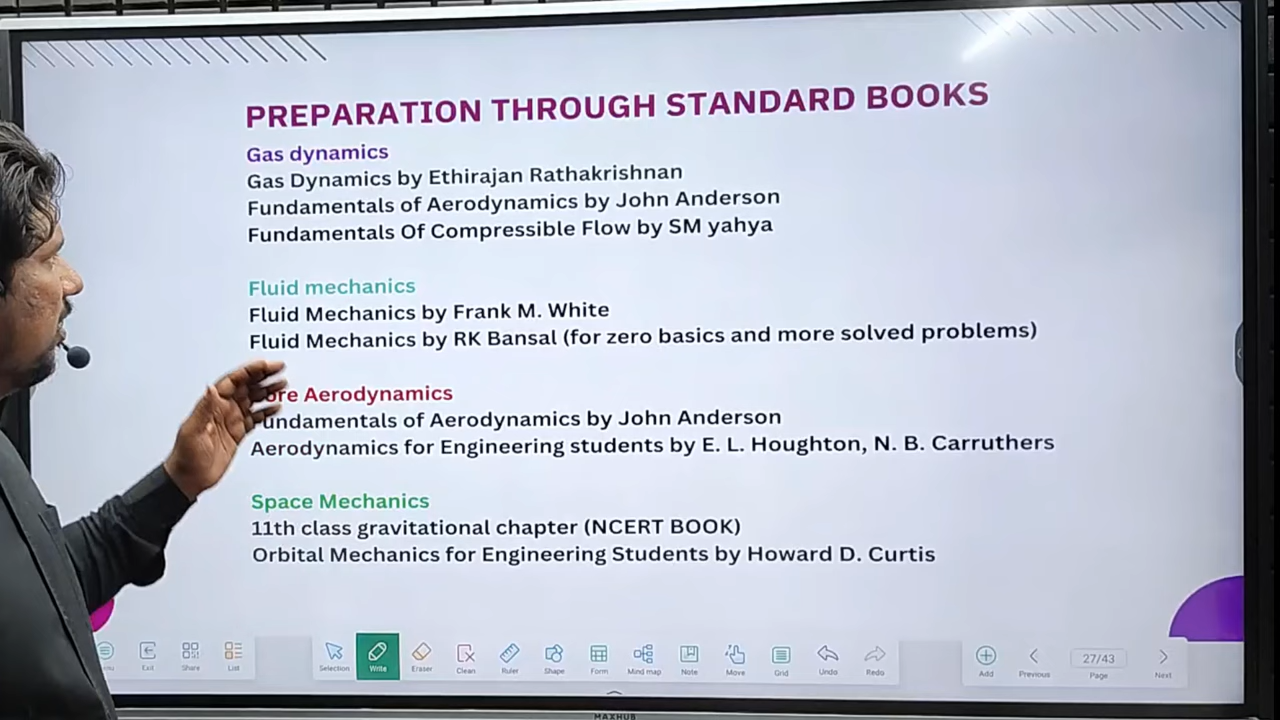 PREPARATION THROUGH STANDARD BOOKS
Gas dynamics
Gas Dynamics by Ethirajan Rathakrishnan
Fundamentals of Aerodynamics by John Anderson
Fundamentals Of Compressible Flow by SM yahya
Fluid mechanics
Fluid Mechanics by Frank M. White
Fluid Mechanics by RK Bansal (for zero basics and more solved problems)
ore Aerodynamics
Fundamentals of Aerodynamics by John Anderson
Aerodynamics for Engineering students by E. L. Houghton, N. B. Carruthers
Space Mechanics
11th class gravitational chapter (NCERT BOOK)
Orbital Mechanics for Engineering Students by Howard D. Curtis
Exit Share List Selection Write Eraser Clean Ruler Shape Form Mind map Note Move Grid Undo Redo Add Previous 27/43 Page Next
MAXHUB